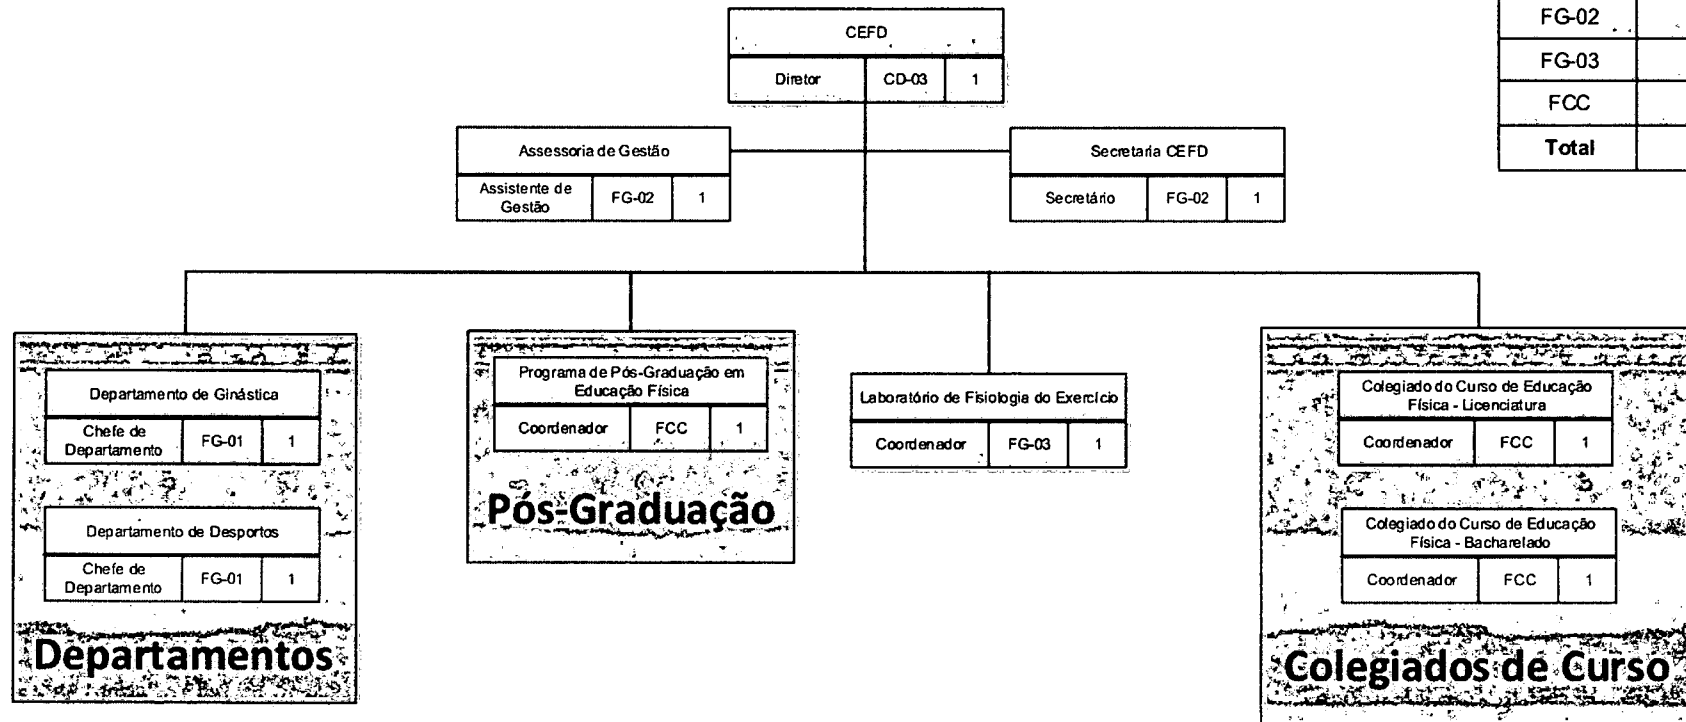 CEFD
Diretor CD-03 1
FG-02
FG-03
FCC
Total
Assessoria de Gestão
Assistente de
Gestão
FG-02 1
Secretaria CEFD
Secretário FG-02 1
Departamento de Ginástica
Chefe de
Departamento
FG-01 1
Departamento de Desportos
Chefe de
Departamento
FG-01 1
Departamentos
Programa de Pós-Graduação em
Educação Física
Coordenador FCC 1
Pós-Graduação
Laboratório de Fisiologia do Exercício
Coordenador FG-03 1
Colegiado do Curso de Educação
Física - Licenciatura
Coordenador FCC 1
Colegiado do Curso de Educação
Física - Bacharelado
Coordenador FCC 1
Colegiados de Curso